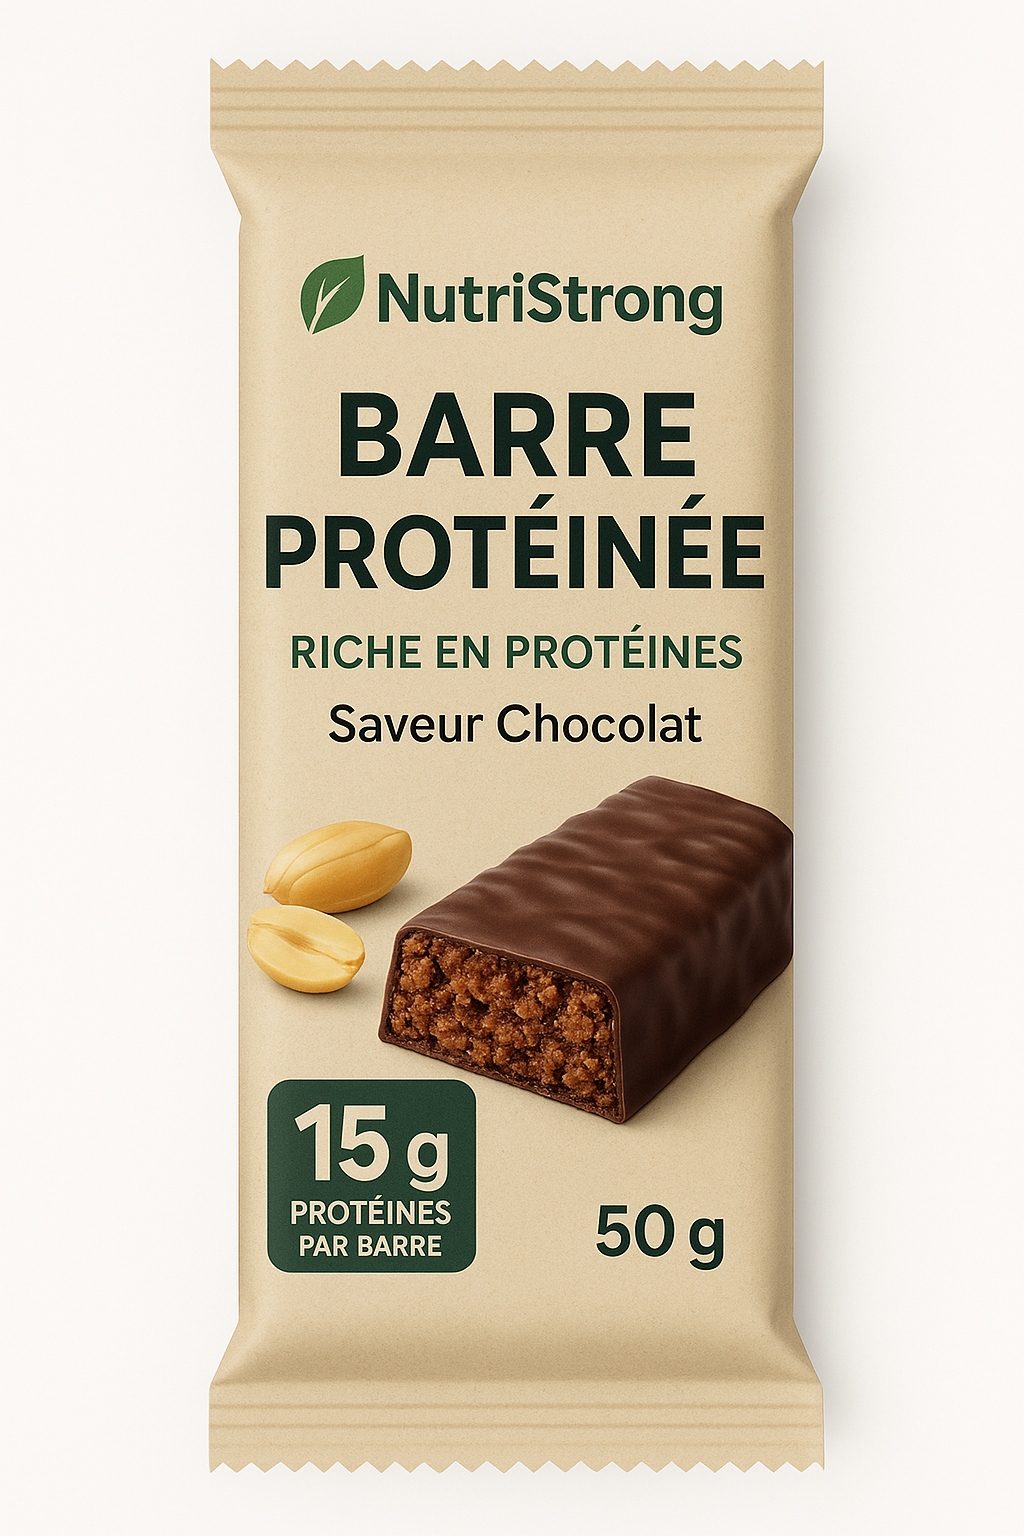 NutriStrong
BARRE
PROTÉINÉE
RICHE EN PROTÉINES
Saveur Chocolat
15 g
PROTÉINES
PAR BARRE
50 g